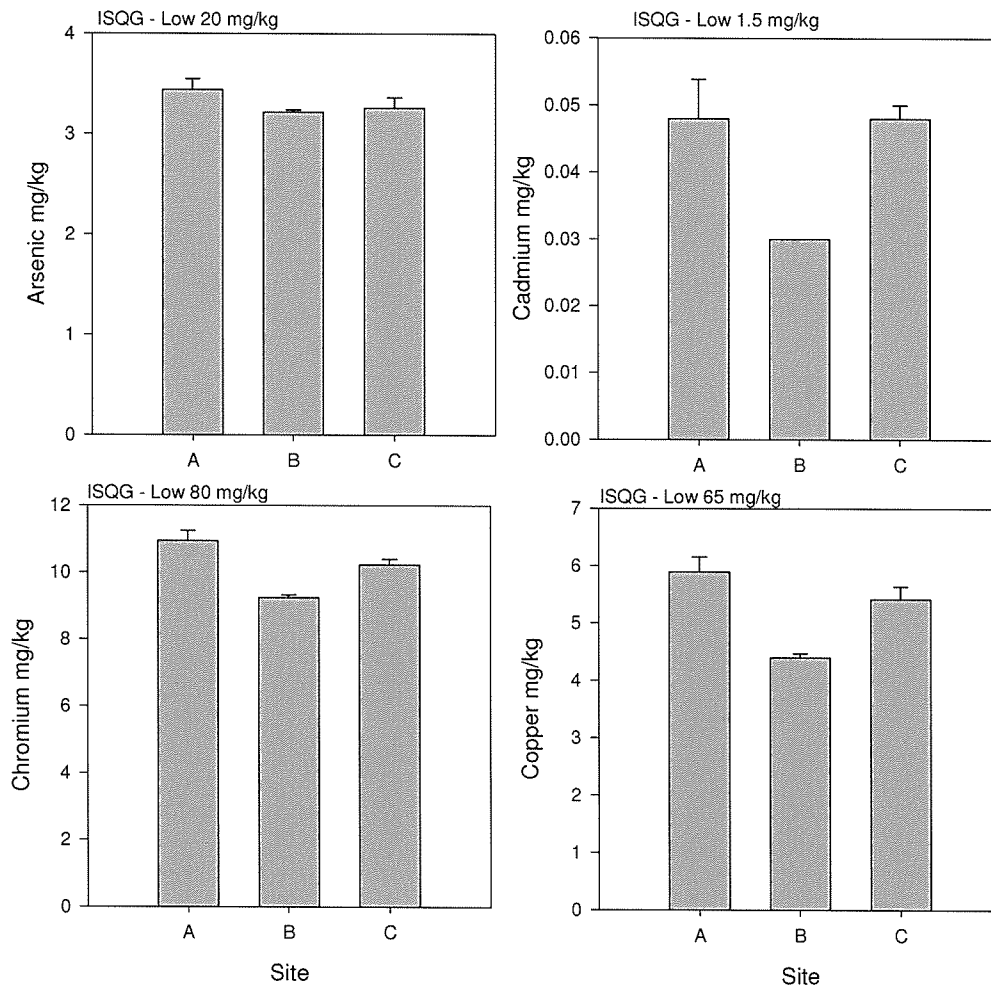 ISQG - Low 20 mg/kg
Arsenic mg/kg
4
3
2
1
0
A B C
ISQG - Low 1.5 mg/kg
Cadmium mg/kg
0.06
0.05
0.04
0.03
0.02
0.01
0.00
A B C
ISQG - Low 80 mg/kg
Chromium mg/kg
12
10
8
6
4
2
0
A B C
Site
ISQG - Low 65 mg/kg
Copper mg/kg
7
6
5
4
3
2
1
0
A B C
Site